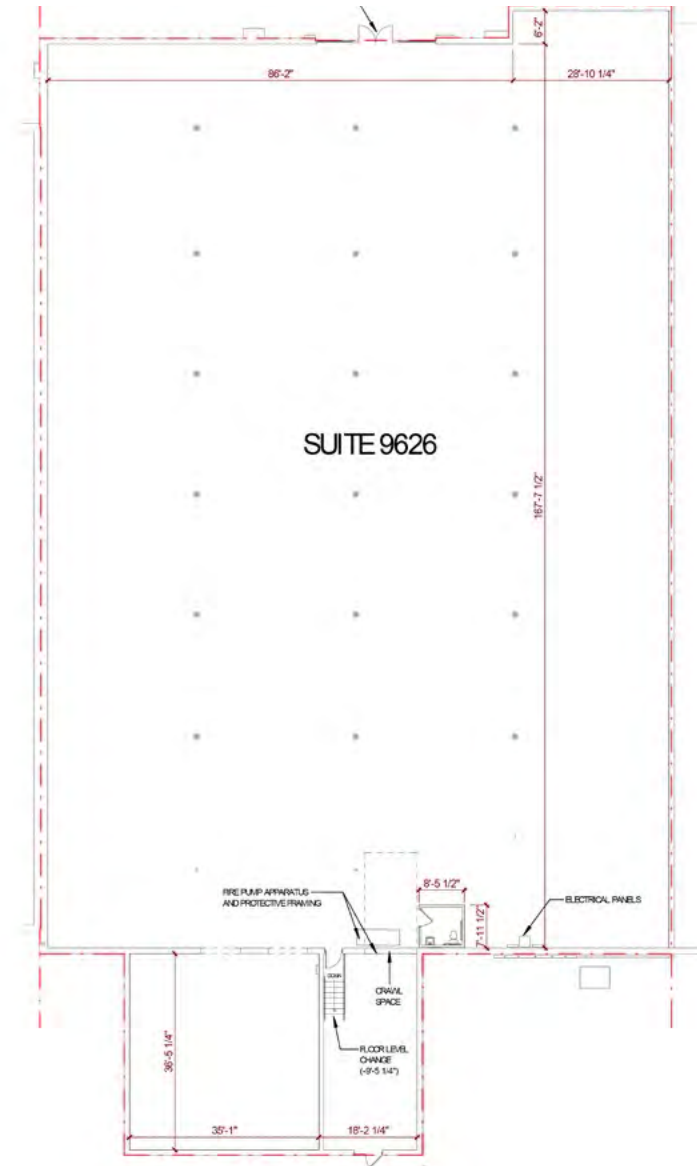 6'-2"
86'-2"
28'-10 1/4"
SUITE 9626
167'-7 1/2"
8'-5 1/2"
FIRE PUMP APPARATUS
AND PROTECTIVE FRAMING
7'-11 1/2"
ELECTRICAL PANELS
DOWN
CRAWL
SPACE
36'-5 1/4"
FLOOR LEVEL
CHANGE
(-9'-5 1/4")
35'-1"
18'-2 1/4"